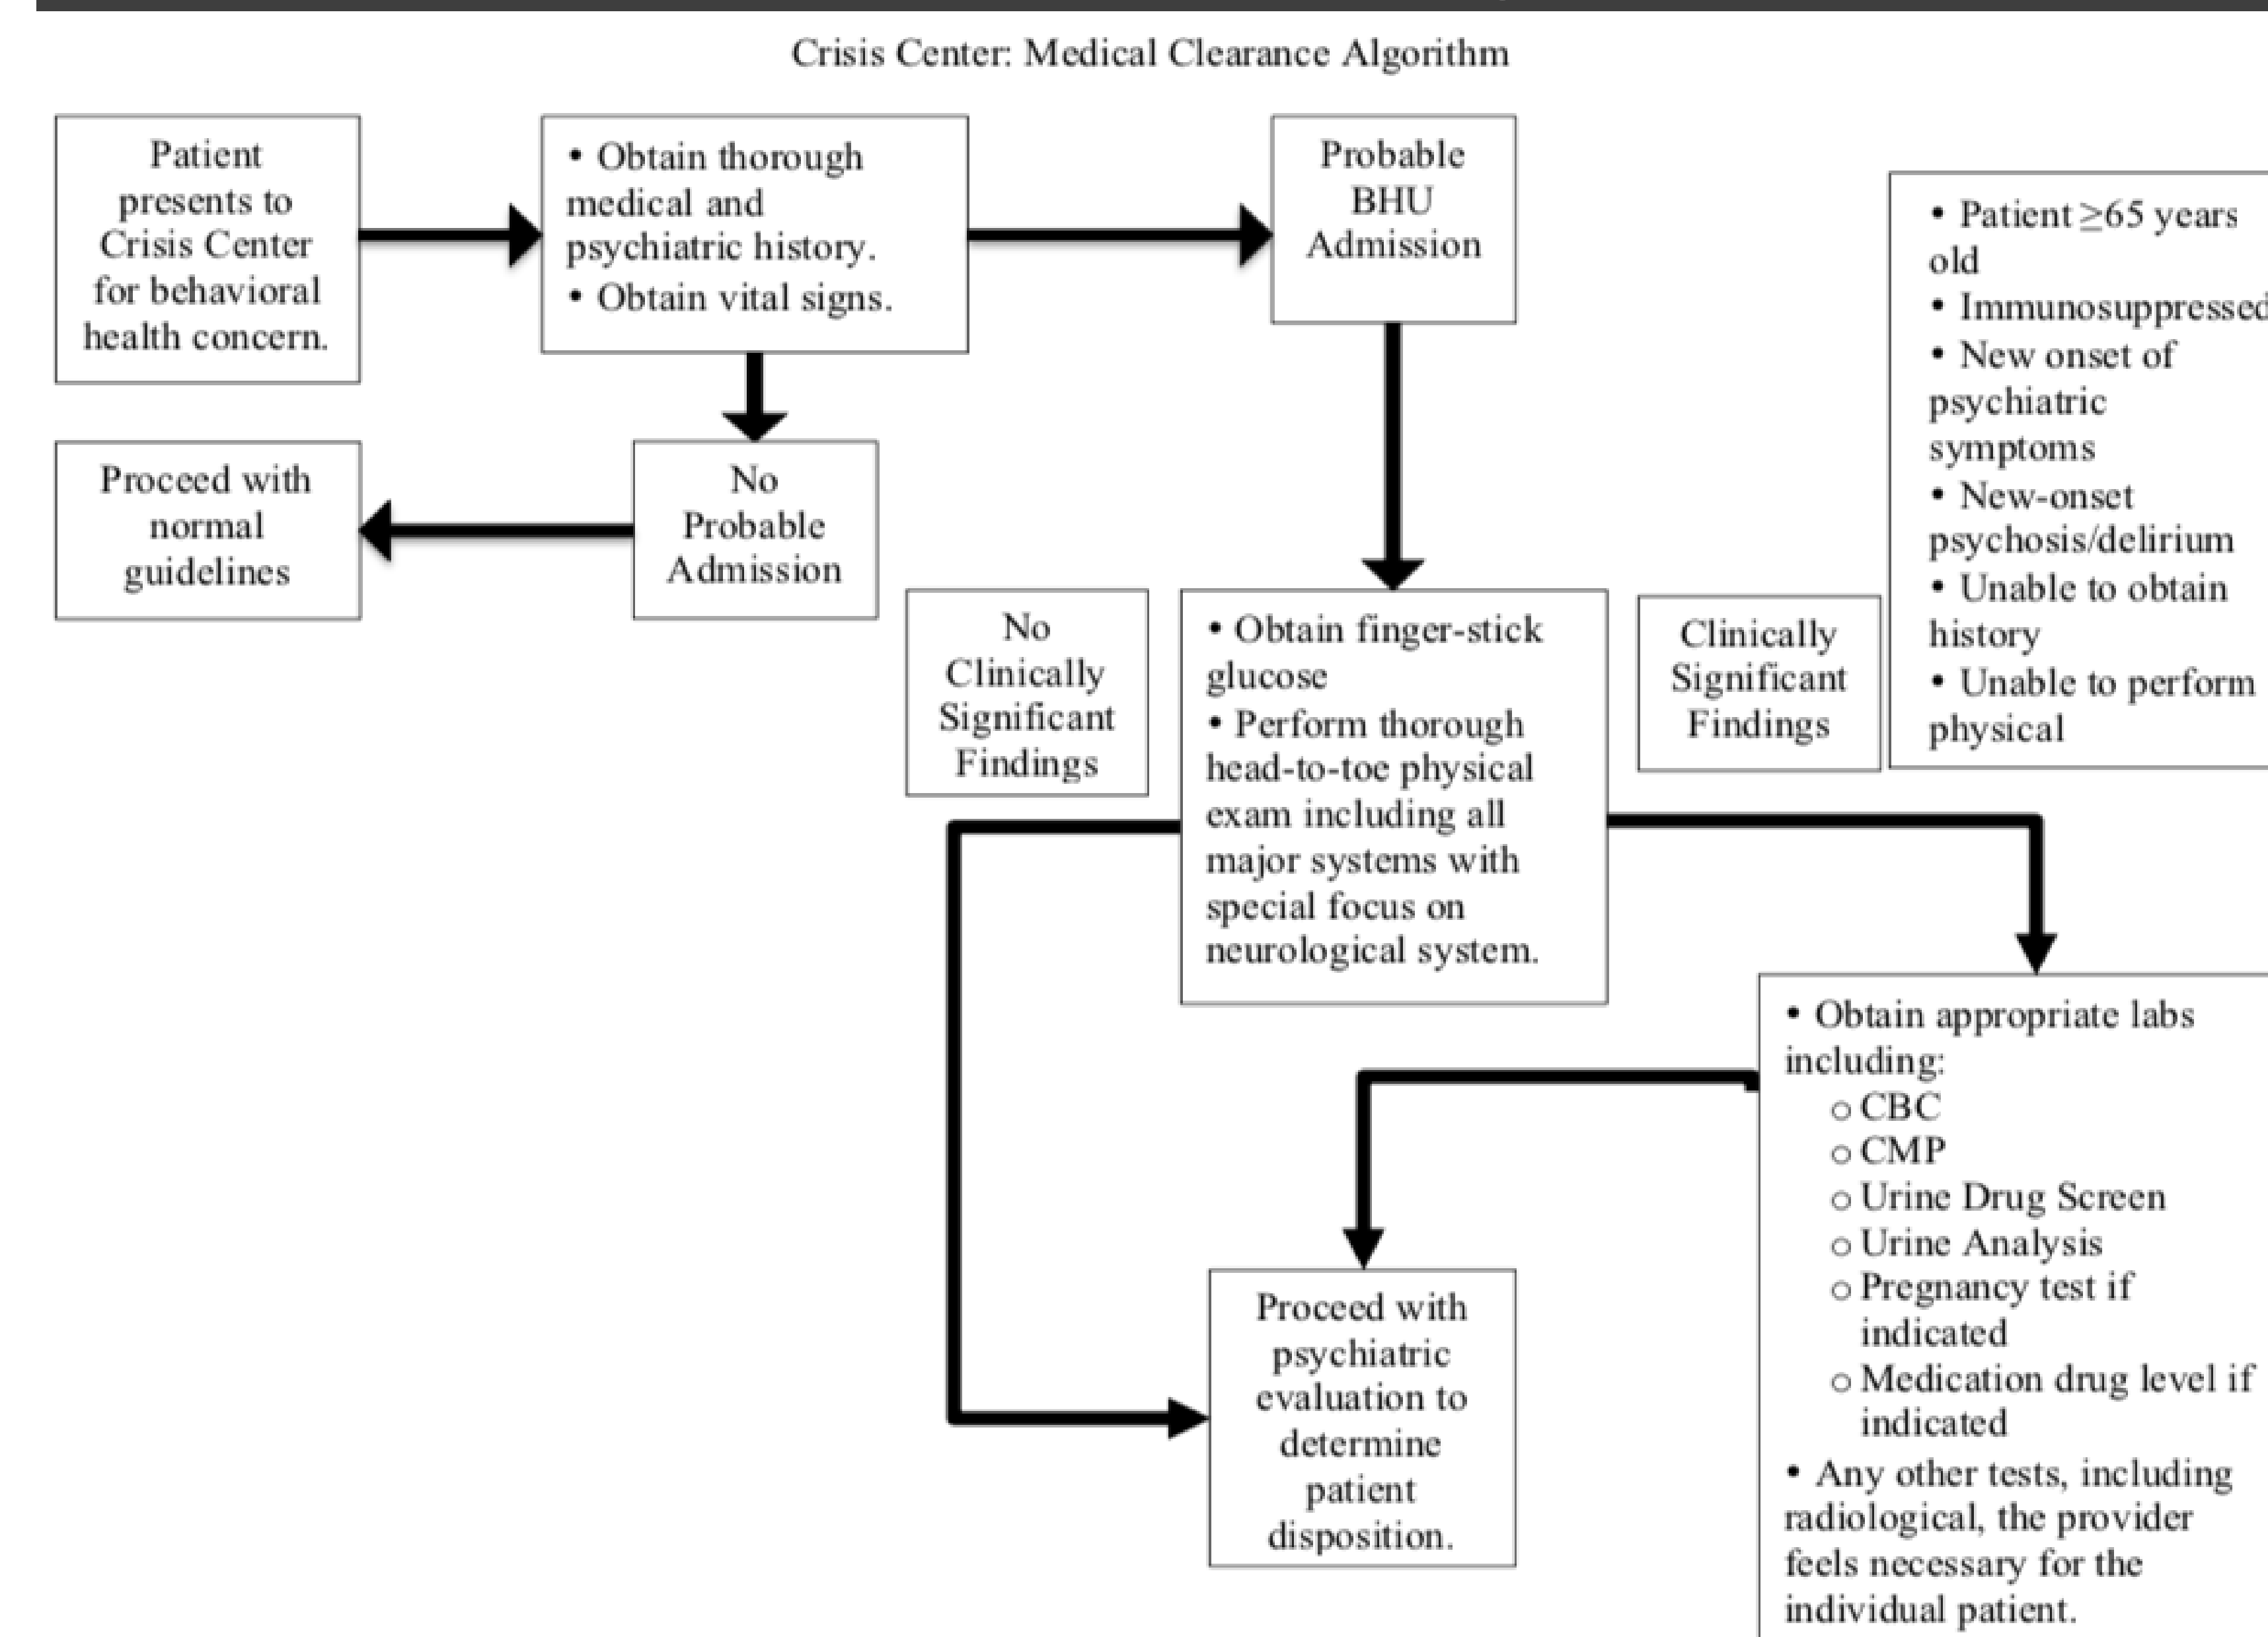 Crisis Center: Medical Clearance Algorithm
Patient
presents to
Crisis Center
for behavioral
health concern.
• Obtain thorough
medical and
psychiatric history.
• Obtain vital signs.
Probable
BHU
Admission
• Patient ≥65 years
old
• Immunosuppressed
• New onset of
psychiatric
symptoms
• New-onset
psychosis/delirium
• Unable to obtain
history
• Unable to perform
physical
Proceed with
normal
guidelines
No
Probable
Admission
No
Clinically
Significant
Findings
• Obtain finger-stick
glucose
• Perform thorough
head-to-toe physical
exam including all
major systems with
special focus on
neurological system.
Clinically
Significant
Findings
• Obtain appropriate labs
including:
○ CBC
○ CMP
○ Urine Drug Screen
○ Urine Analysis
○ Pregnancy test if
indicated
○ Medication drug level if
indicated
• Any other tests, including
radiological, the provider
feels necessary for the
individual patient.
Proceed with
psychiatric
evaluation to
determine
patient
disposition.